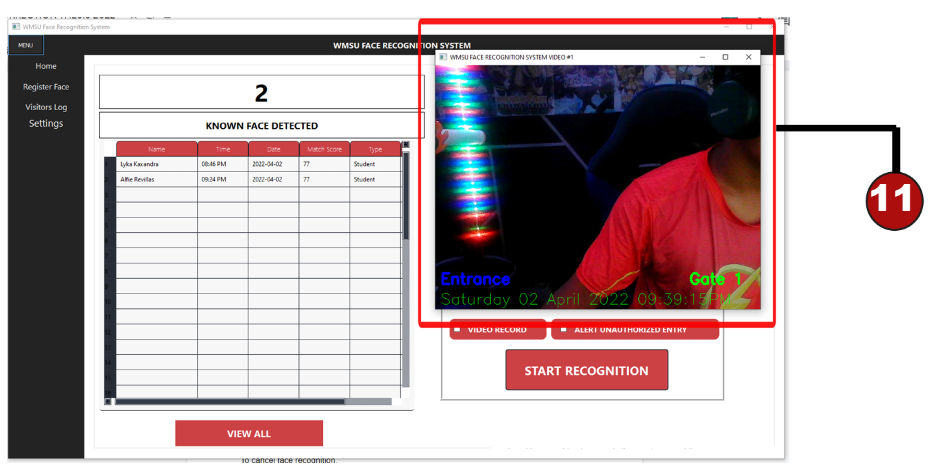 WMSU Face Recognition System
MENU
WMSU FACE RECOGNITION SYSTEM
Home
Register Face
Visitors Log
Settings
2
KNOWN FACE DETECTED
Name Time Date Match Score Type
Lyka Kaxandra 08:46 PM 2022-04-02 77 Student
Alfie Revillas 09:24 PM 2022-04-02 77 Student
VIEW ALL
WMSU FACE RECOGNITION SYSTEM VIDEO #1
Entrance Gate 1
Saturday 02 April 2022 09:39:15PM
VIDEO RECORD ALERT UNAUTHORIZED ENTRY
START RECOGNITION
11
To cancel face recognition.